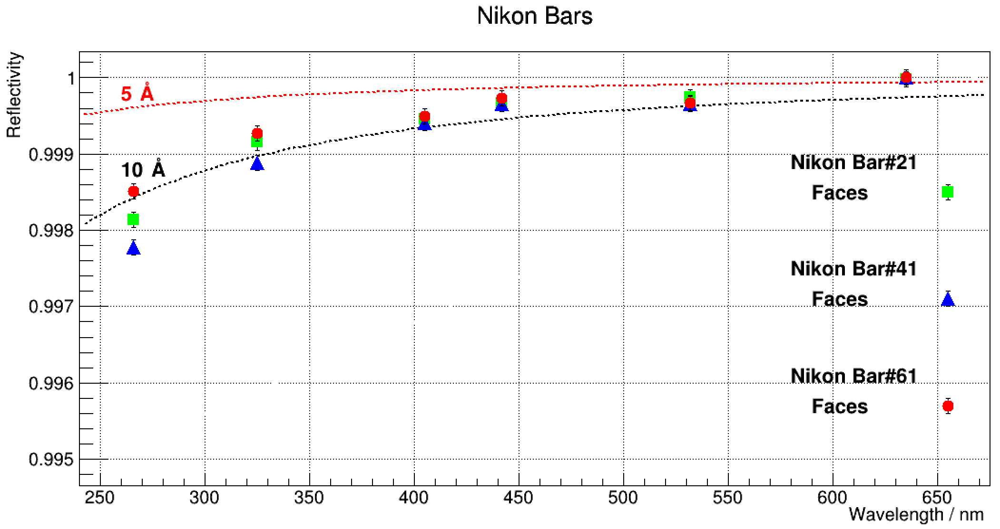 Nikon Bars
Reflectivity
1
0.999
0.998
0.997
0.996
0.995
5 Å
10 Å
Nikon Bar#21
Faces
Nikon Bar#41
Faces
Nikon Bar#61
Faces
250 300 350 400 450 500 550 600 650
Wavelength / nm